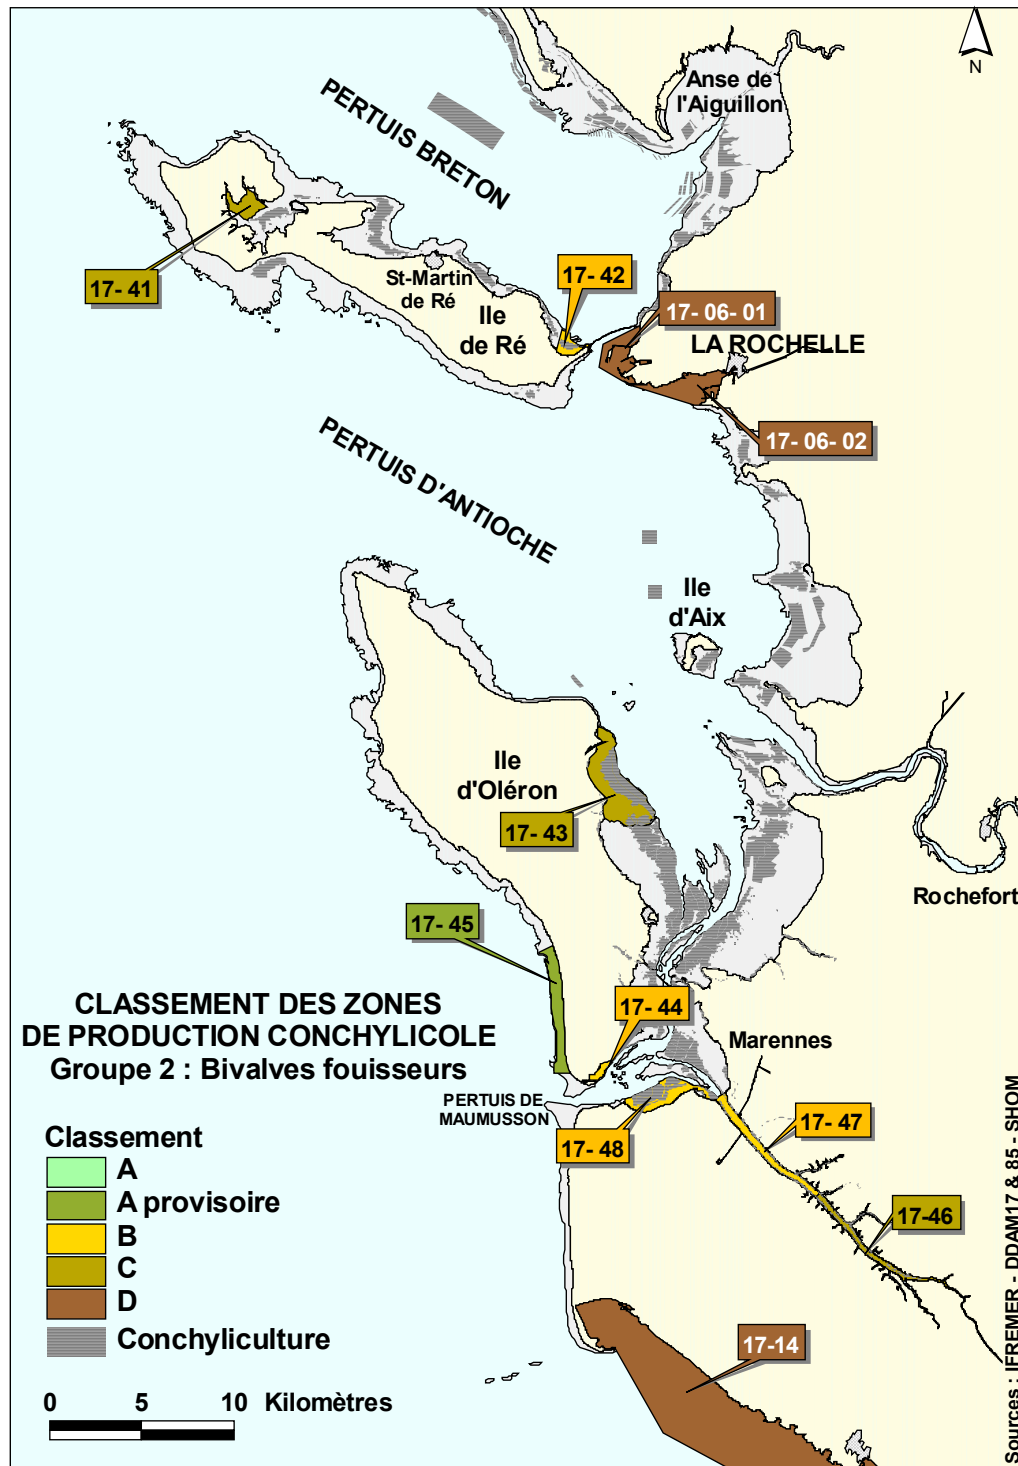 N
Anse de
l'Aiguillon
PERTUIS BRETON
17- 41
St-Martin
de Ré
Ile
de Ré
17- 42
17- 06- 01
LA ROCHELLE
17- 06- 02
PERTUIS D'ANTIOCHE
Ile
d'Aix
Ile
d'Oléron
17- 43
Rochefort
17- 45
17- 44
CLASSEMENT DES ZONES
DE PRODUCTION CONCHYLICOLE
Groupe 2 : Bivalves fouisseurs
Marennes
PERTUIS DE
MAUMUSSON
17- 47
17- 48
17-46
Classement
A
A provisoire
B
C
D
Conchyliculture
17-14
0 5 10 Kilomètres
Sources : IFREMER - DDAM17 & 85 - SHOM